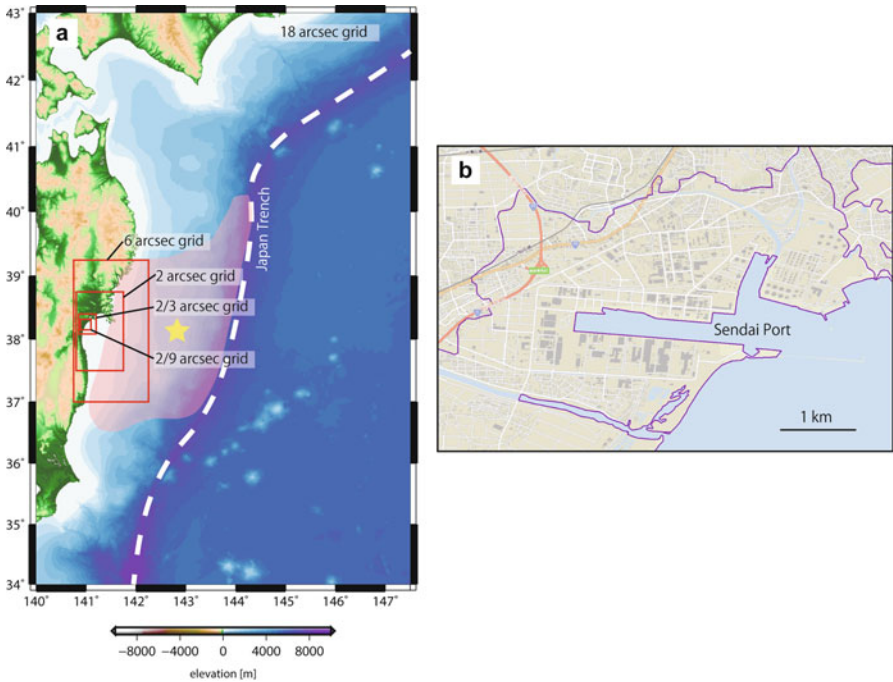 a
18 arcsec grid
43˚
42˚
41˚
40˚
39˚
38˚
37˚
36˚
35˚
34˚
6 arcsec grid
2 arcsec grid
2/3 arcsec grid
2/9 arcsec grid
Japan Trench
140˚ 141˚ 142˚ 143˚ 144˚ 145˚ 146˚ 147˚
−8000 −4000 0 4000 8000
elevation [m]
b
Sendai Port
1 km